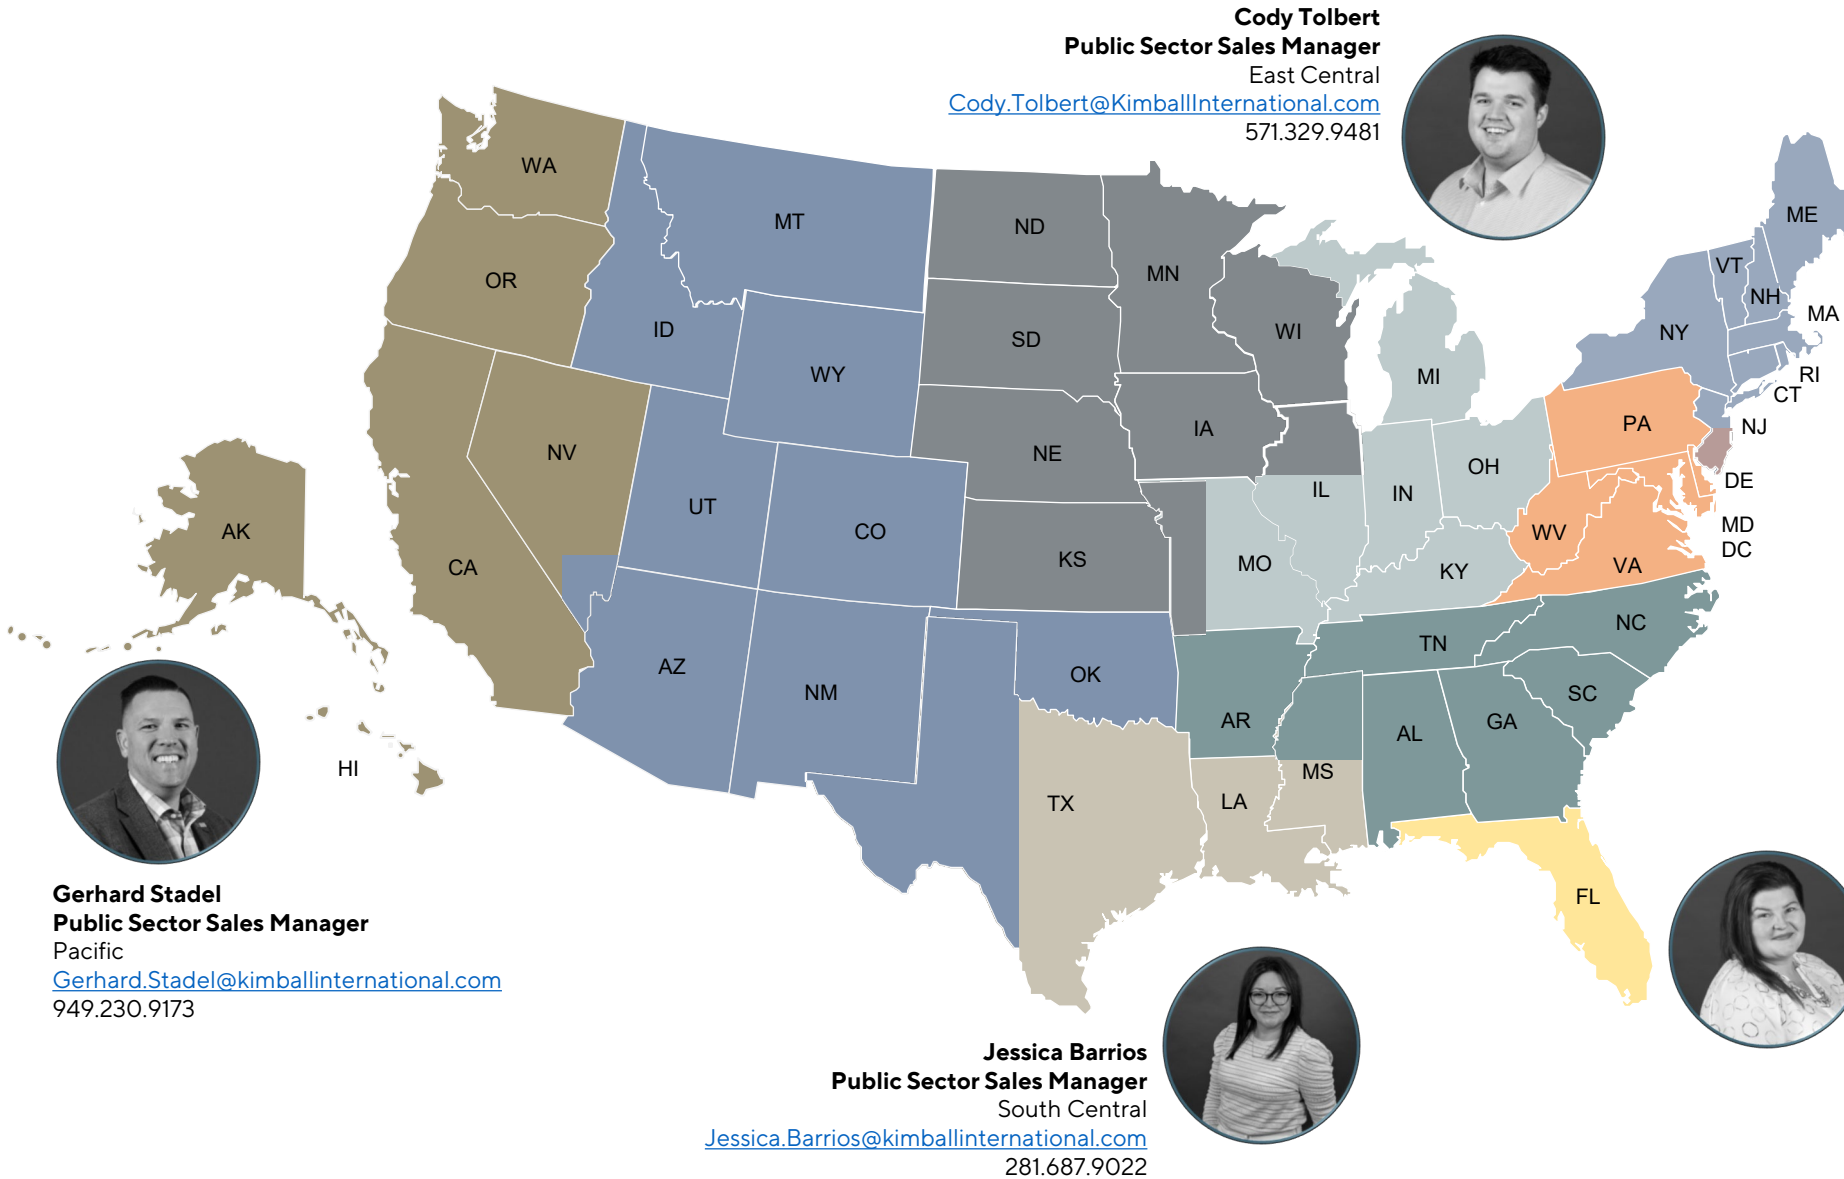 Cody Tolbert
Public Sector Sales Manager
East Central
Cody.Tolbert@KimballInternational.com
571.329.9481
WA
OR
CA
NV
AK
HI
MT
ID
WY
UT
CO
AZ
NM
ND
SD
NE
KS
MN
IA
WI
MO
IL
MI
IN
OH
KY
OK
TX
AR
LA
MS
TN
AL
GA
NC
SC
FL
PA
WV
VA
DE
MD
DC
NJ
NY
CT
RI
MA
VT
NH
ME
Gerhard Stadel
Public Sector Sales Manager
Pacific
Gerhard.Stadel@kimballinternational.com
949.230.9173
Jessica Barrios
Public Sector Sales Manager
South Central
Jessica.Barrios@kimballinternational.com
281.687.9022